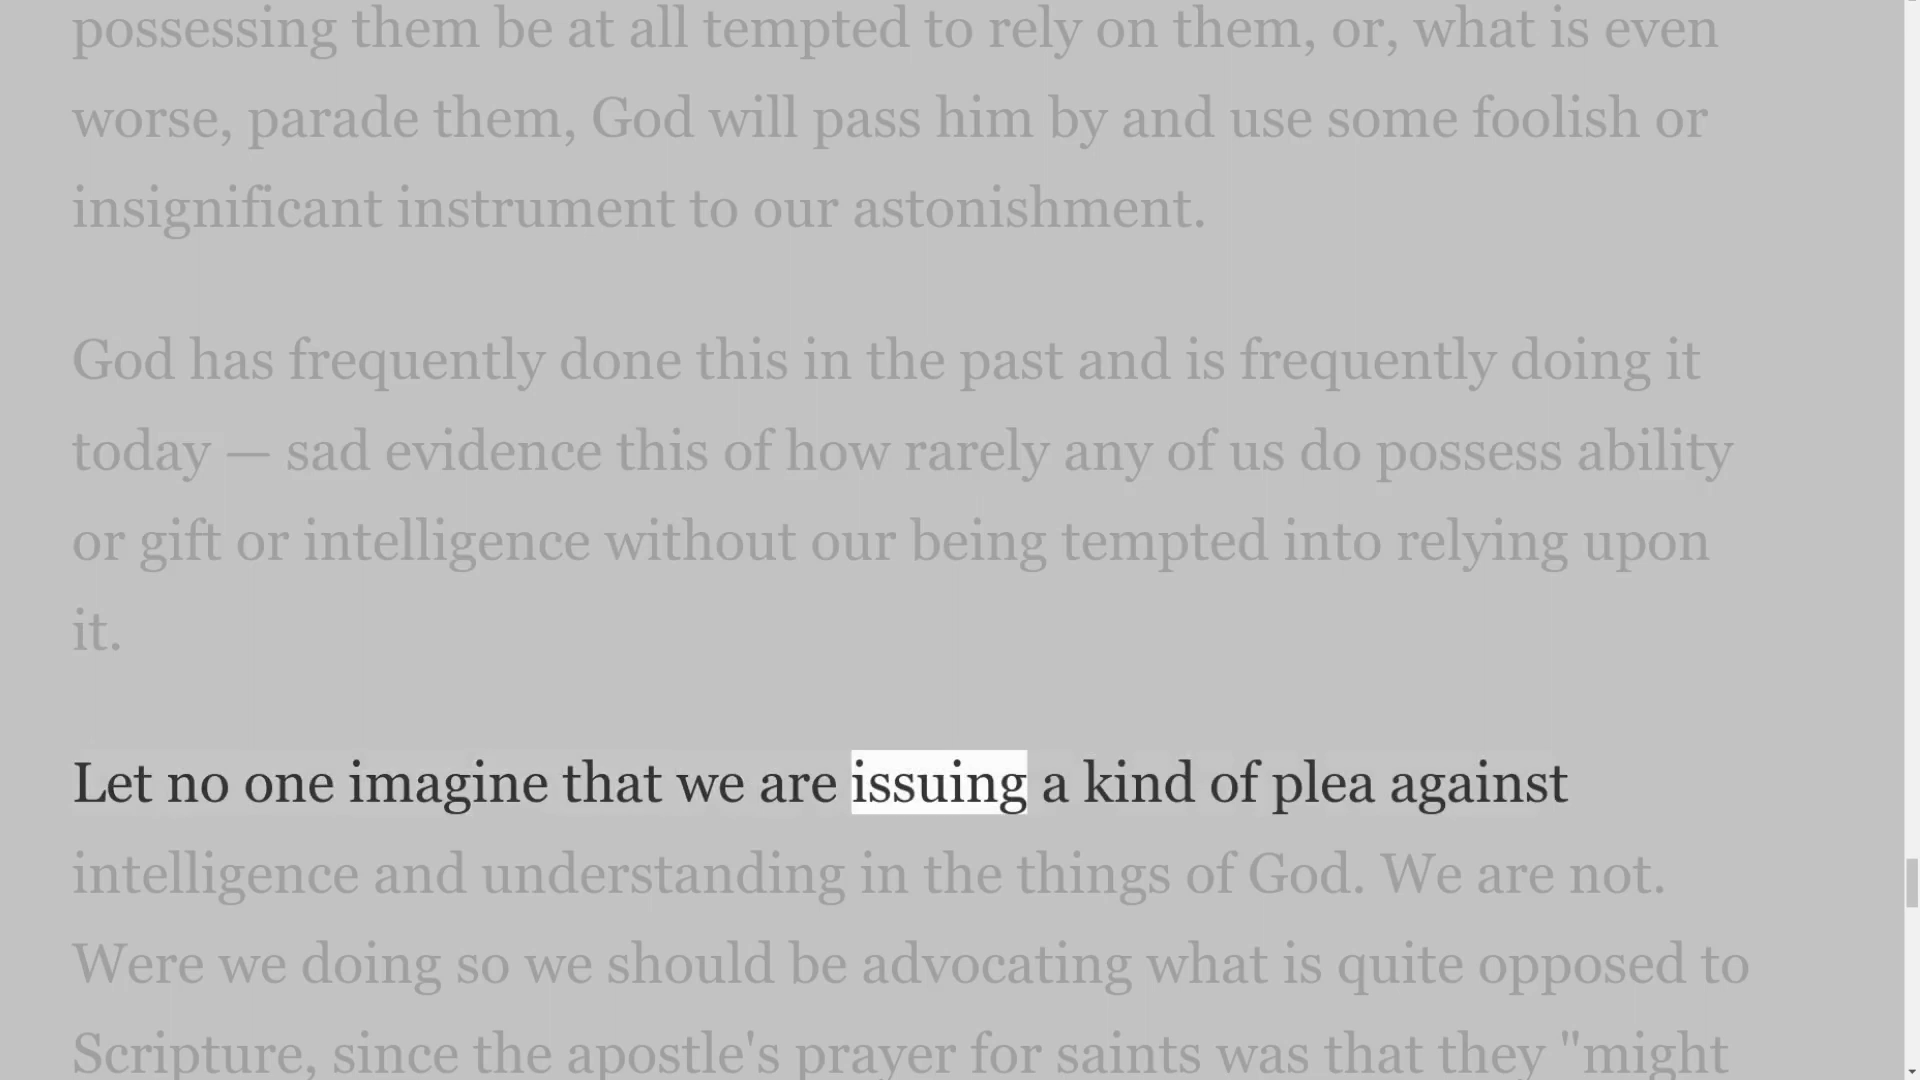 possessing them be at all tempted to rely on them, or, what is even
worse, parade them, God will pass him by and use some foolish or
insignificant instrument to our astonishment.
God has frequently done this in the past and is frequently doing it
today — sad evidence this of how rarely any of us do possess ability
or gift or intelligence without our being tempted into relying upon
it.
Let no one imagine that we are issuing a kind of plea against
intelligence and understanding in the things of God. We are not.
Were we doing so we should be advocating what is quite opposed to
Scripture, since the apostle's prayer for saints was that they "might